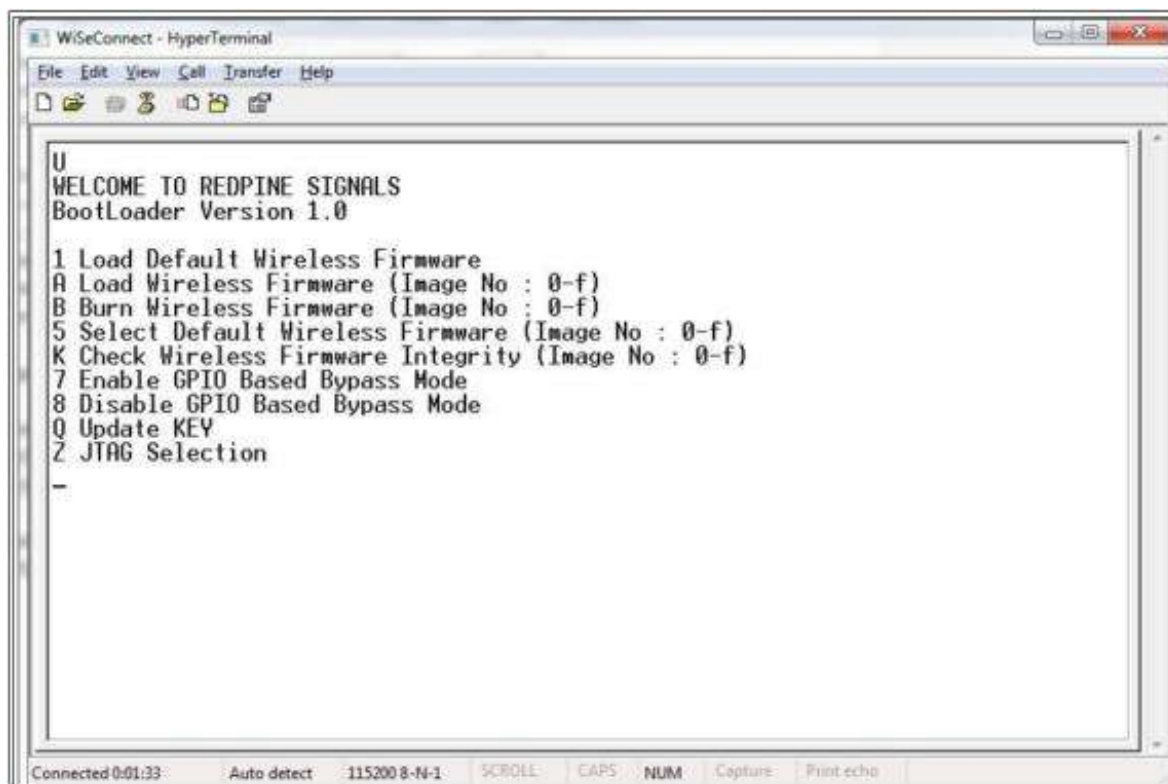 WiSeConnect - HyperTerminal
File Edit View Call Transfer Help
U
WELCOME TO REDPINE SIGNALS
BootLoader Version 1.0
1 Load Default Wireless Firmware
A Load Wireless Firmware (Image No : 0-f)
B Burn Wireless Firmware (Image No : 0-f)
5 Select Default Wireless Firmware (Image No : 0-f)
K Check Wireless Firmware Integrity (Image No : 0-f)
7 Enable GPIO Based Bypass Mode
8 Disable GPIO Based Bypass Mode
Q Update KEY
Z JTAG Selection
_
Connected 0:01:33 Auto detect 115200 8-N-1 SCROLL CAPS NUM Capture Print echo